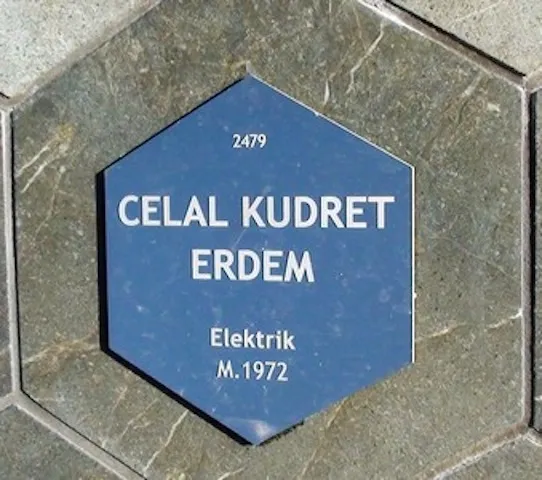 2479
CELAL KUDRET
ERDEM
Elektrik
M.1972